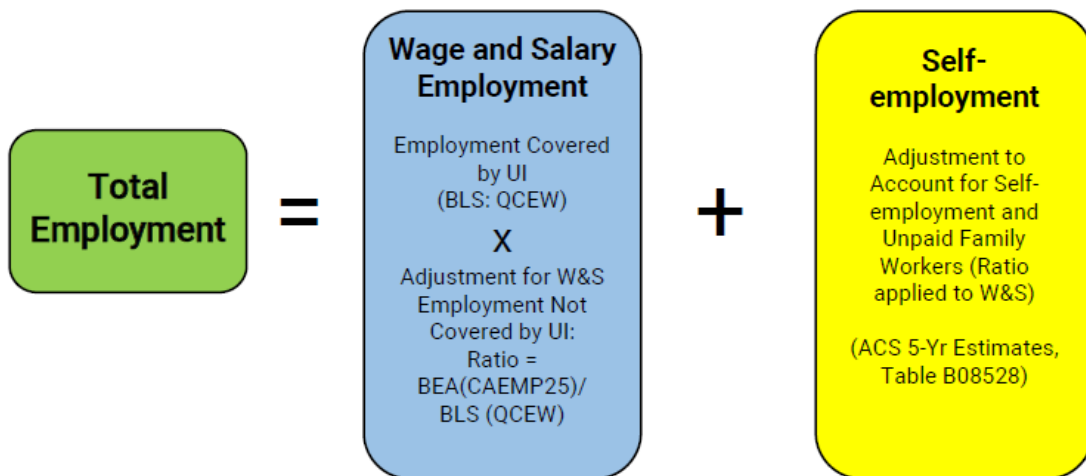 Total
Employment
=
Wage and Salary
Employment
Employment Covered
by UI
(BLS: QCEW)
X
Adjustment for W&S
Employment Not
Covered by UI:
Ratio =
BEA(CAEMP25)/
BLS (QCEW)
+
Self-
employment
Adjustment to
Account for Self-
employment and
Unpaid Family
Workers (Ratio
applied to W&S)
(ACS 5-Yr Estimates,
Table B08528)